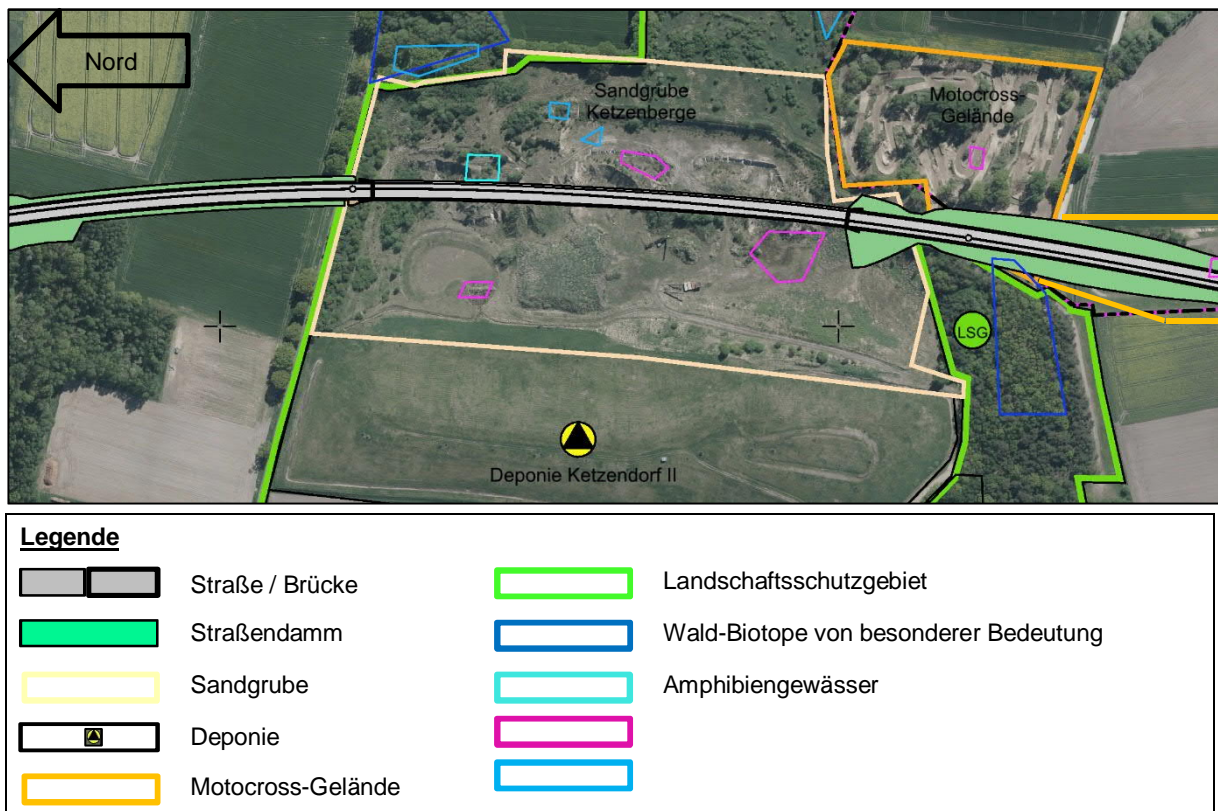 Nord
Sandgrube
Ketzenberge
Motocross-
Gelände
LSG
Deponie Ketzendorf II
Legende
Straße / Brücke
Landschaftsschutzgebiet
Straßendamm
Wald-Biotope von besonderer Bedeutung
Sandgrube
Amphibiengewässer
Deponie
Motocross-Gelände